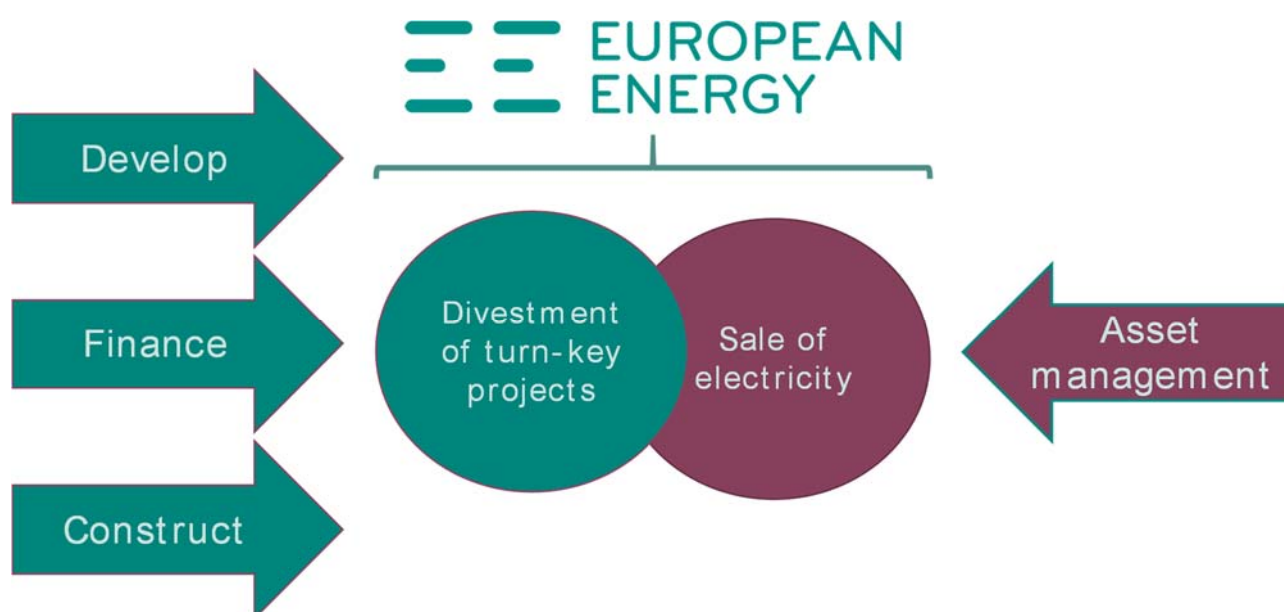 EUROPEAN
ENERGY
Develop
Finance
Construct
Divestment
of turn-key
projects
Sale of
electricity
Asset
management